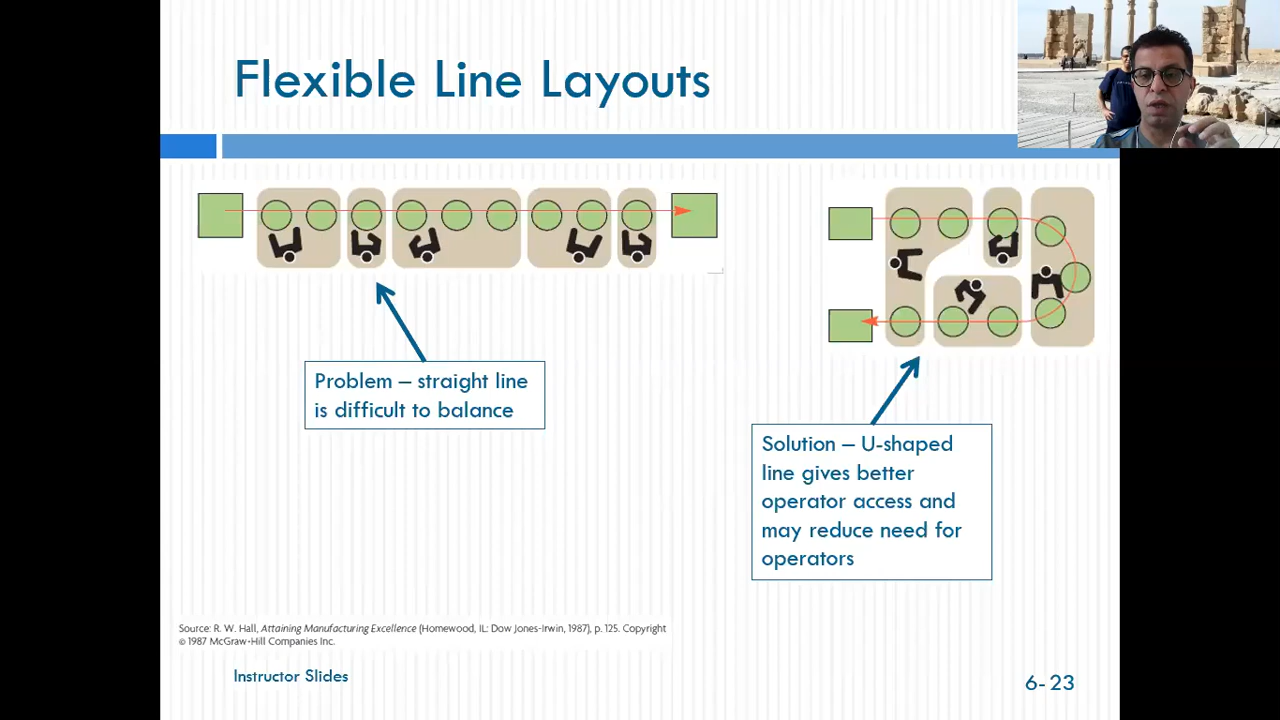 Flexible Line Layouts
Problem – straight line
is difficult to balance
Solution – U-shaped
line gives better
operator access and
may reduce need for
operators
Source: R. W. Hall, Attaining Manufacturing Excellence (Homewood, IL: Dow Jones-Irwin, 1987), p. 125. Copyright
© 1987 McGraw-Hill Companies Inc.
Instructor Slides
6- 23